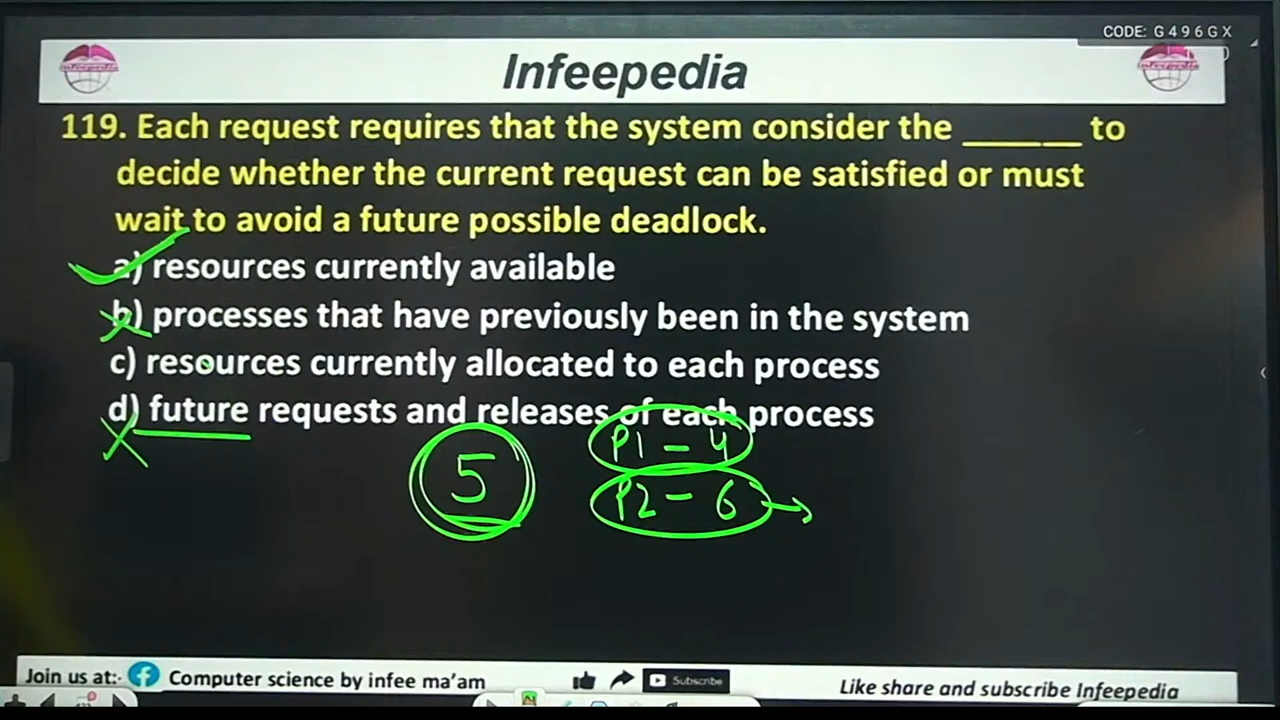 CODE: G 4 9 6 G X
Infeepedia
119. Each request requires that the system consider the ______ to
decide whether the current request can be satisfied or must
wait to avoid a future possible deadlock.
a) resources currently available
b) processes that have previously been in the system
c) resources currently allocated to each process
d) future requests and releases of each process
5
P1 - 4
P2 - 6
Join us at:- Computer science by infee ma'am
Subscribe
Like share and subscribe Infeepedia